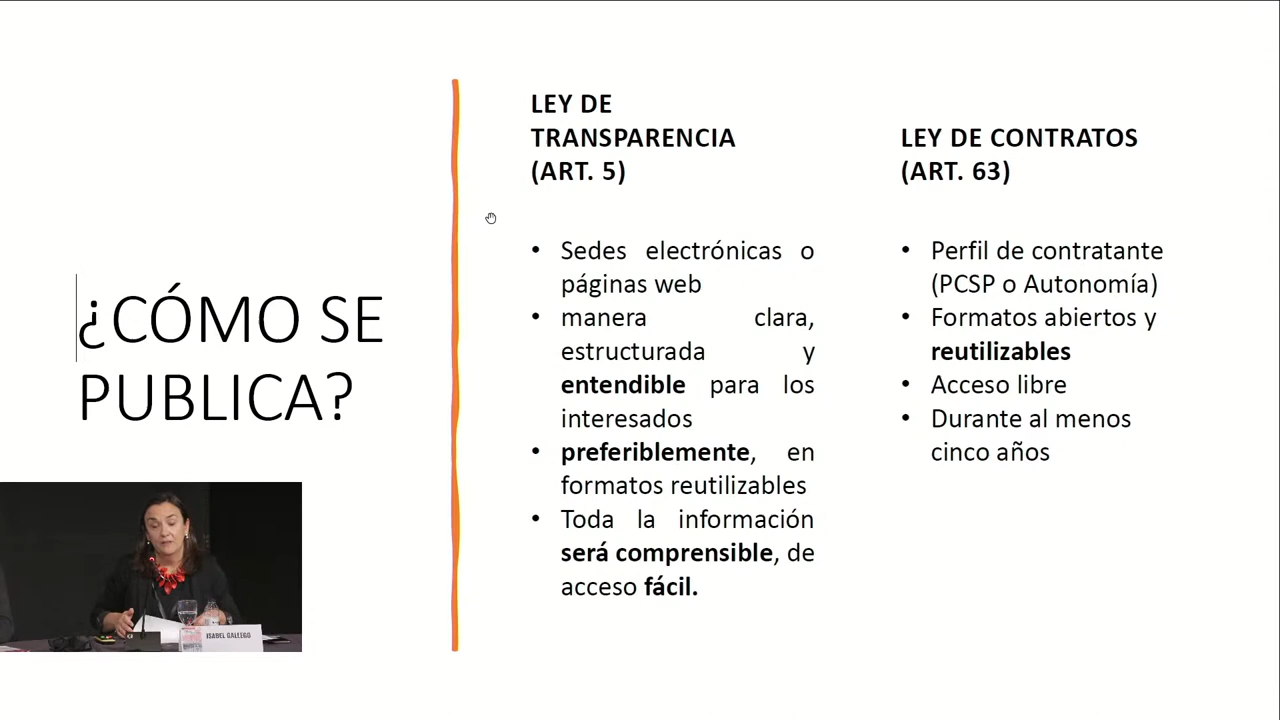 ¿CÓMO SE
PUBLICA?
LEY DE
TRANSPARENCIA
(ART. 5)
• Sedes electrónicas o
páginas web
• manera clara,
estructurada y
entendible para los
interesados
• preferiblemente, en
formatos reutilizables
• Toda la información
será comprensible, de
acceso fácil.
LEY DE CONTRATOS
(ART. 63)
• Perfil de contratante
(PCSP o Autonomía)
• Formatos abiertos y
reutilizables
• Acceso libre
• Durante al menos
cinco años
ISABEL GALLEGO